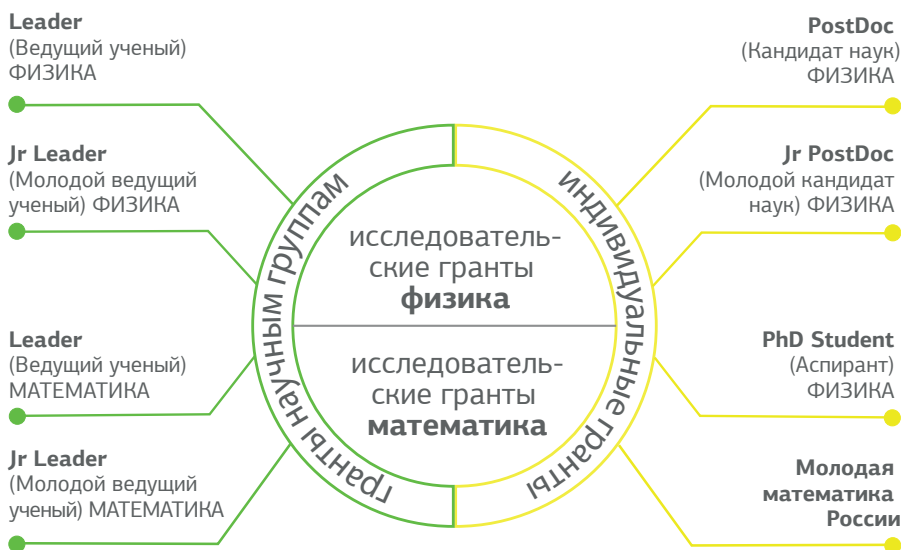 Leader
(Ведущий ученый)
ФИЗИКА
Jr Leader
(Молодой ведущий
ученый) ФИЗИКА
Leader
(Ведущий ученый)
МАТЕМАТИКА
Jr Leader
(Молодой ведущий
ученый) МАТЕМАТИКА
гранты научным группам
исследователь-
ские гранты
физика
исследователь-
ские гранты
математика
индивидуальные гранты
PostDoc
(Кандидат наук)
ФИЗИКА
Jr PostDoc
(Молодой кандидат
наук) ФИЗИКА
PhD Student
(Аспирант)
ФИЗИКА
Молодая
математика
России